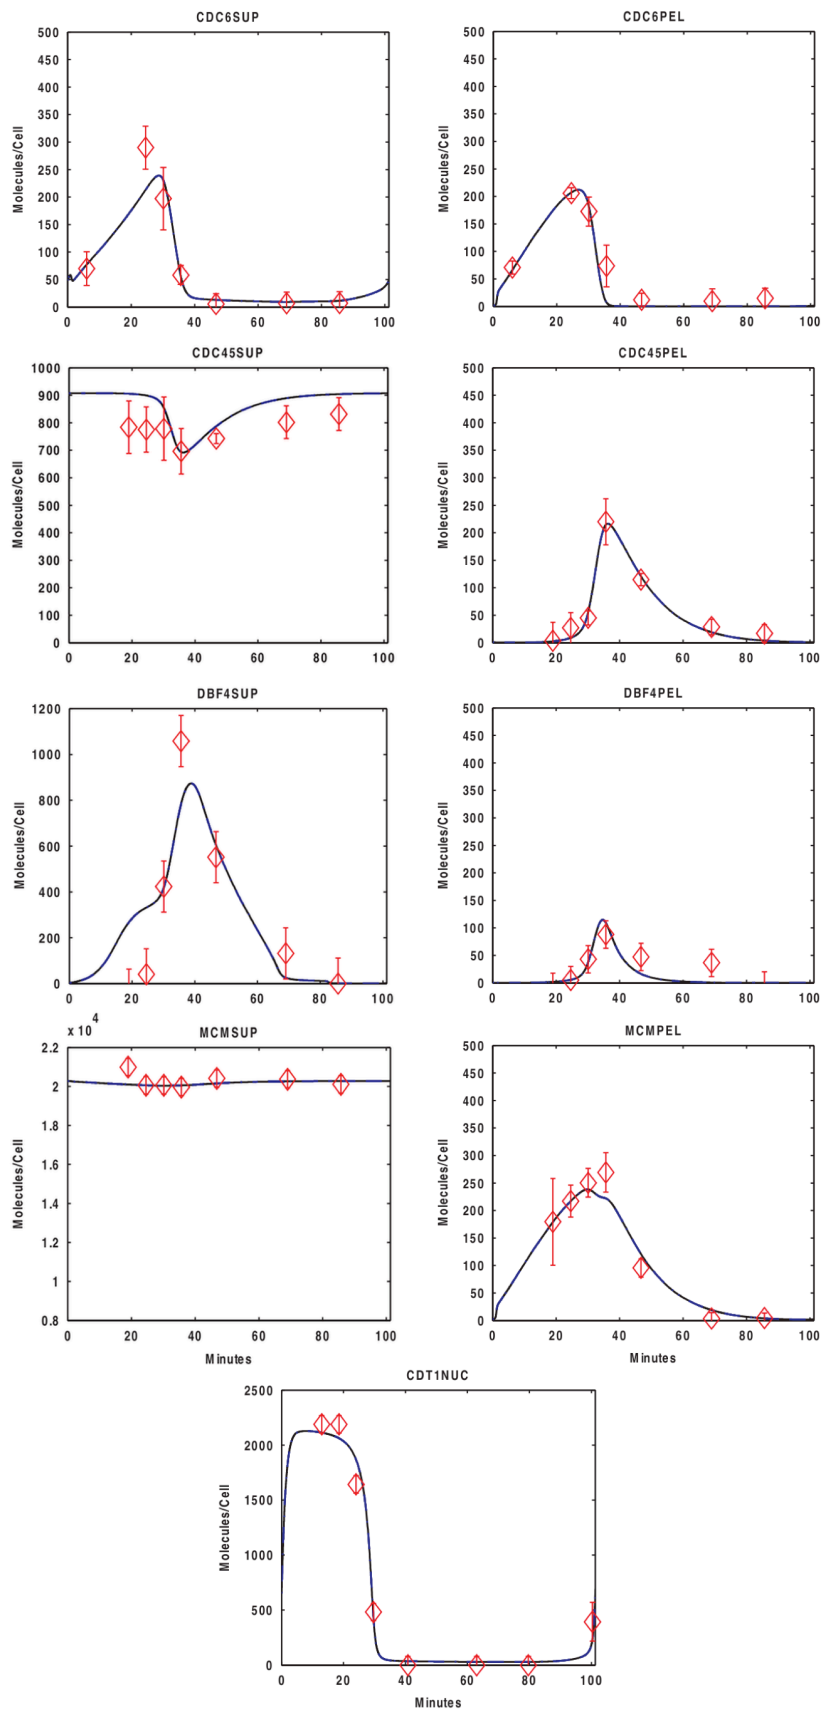 CDC6SUP
500
450
400
350
300
250
200
150
100
50
0
0 20 40 60 80 100
Molecules/Cell
CDC6PEL
500
450
400
350
300
250
200
150
100
50
0
0 20 40 60 80 100
Molecules/Cell
CDC45SUP
1000
900
800
700
600
500
400
300
200
100
0
0 20 40 60 80 100
Molecules/Cell
CDC45PEL
500
450
400
350
300
250
200
150
100
50
0
0 20 40 60 80 100
Molecules/Cell
DBF4SUP
1200
1000
800
600
400
200
0
0 20 40 60 80 100
Molecules/Cell
DBF4PEL
500
450
400
350
300
250
200
150
100
50
0
0 20 40 60 80 100
Molecules/Cell
x 10 4
MCMSUP
2.2
2
1.8
1.6
1.4
1.2
1
0.8
0 20 40 60 80 100
Molecules/Cell
Minutes
MCMPEL
500
450
400
350
300
250
200
150
100
50
0
0 20 40 60 80 100
Molecules/Cell
Minutes
CDT1NUC
2500
2000
1500
1000
500
0
0 20 40 60 80 100
Molecules/Cell
Minutes